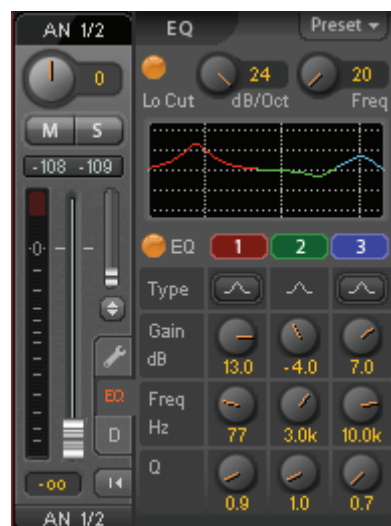 AN 1/2
EQ
Preset
0
24
20
Lo Cut
dB/Oct
Freq
M
S
-108 -109
-0-
EQ
1
2
3
Type
Gain
dB
13.0
-4.0
7.0
EQ
Freq
Hz
77
3.0k
10.0k
D
Q
0.9
1.0
0.7
-oo
AN 1/2